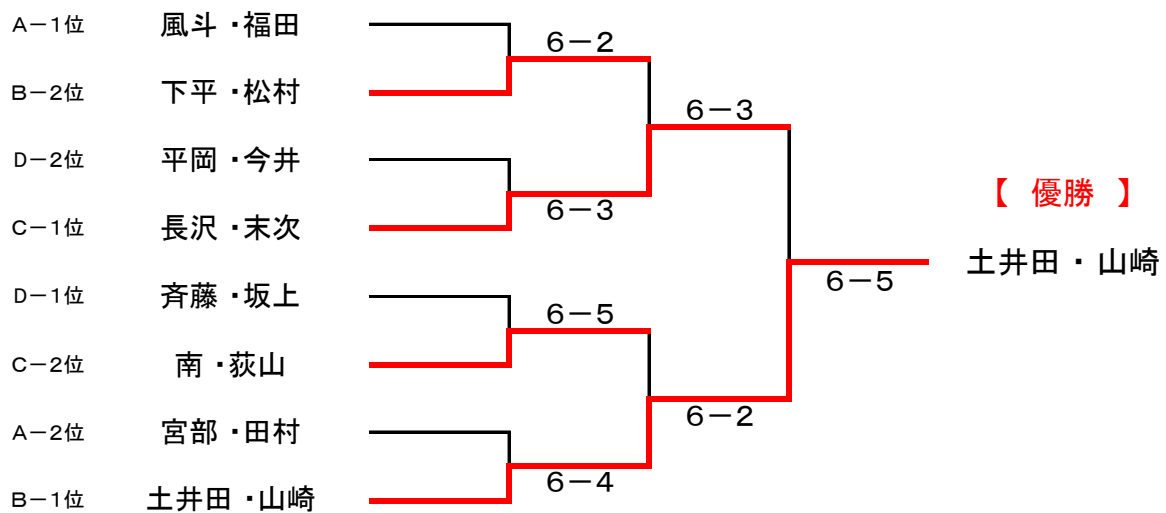 A－1位 風斗・福田
6－2
B－2位 下平・松村
6－3
D－2位 平岡・今井
【 優勝 】
6－3
C－1位 長沢・末次
土井田・山崎
6－5
D－1位 斉藤・坂上
6－5
C－2位 南・荻山
6－2
A－2位 宮部・田村
6－4
B－1位 土井田・山崎